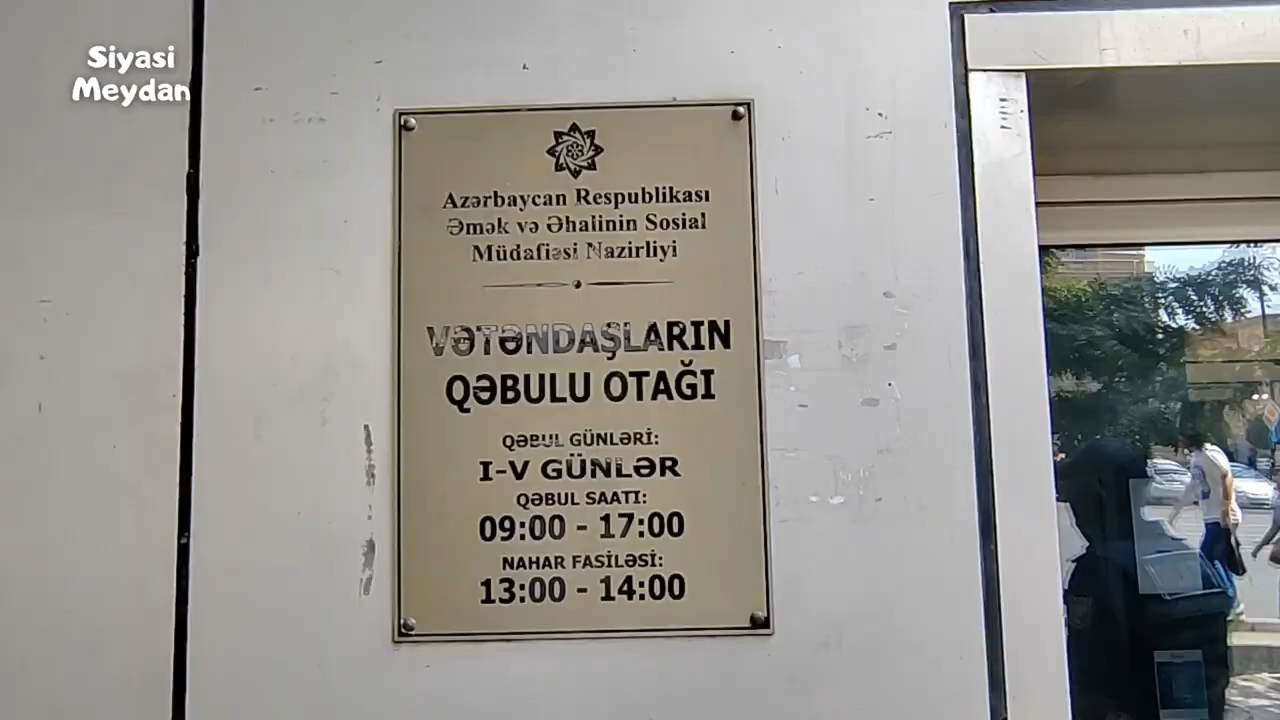 Siyasi
Meydan
Azərbaycan Respublikası
Əmək və Əhalinin Sosial
Müdafiəsi Nazirliyi
VƏTƏNDAŞLARIN
QƏBULU OTAĞI
QƏBUL GÜNLƏRİ:
I-V GÜNLƏR
QƏBUL SAATI:
09:00 - 17:00
NAHAR FASİLƏSİ:
13:00 - 14:00